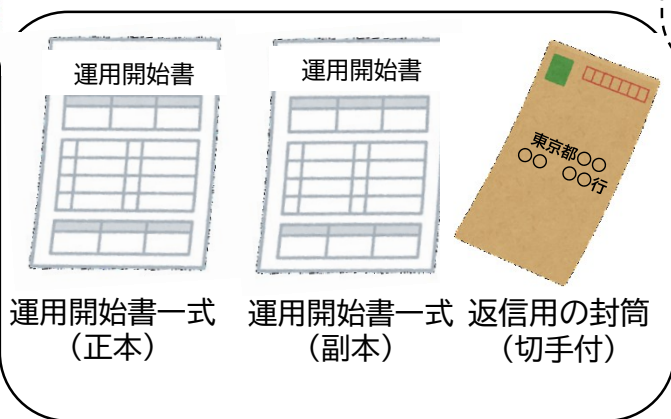 運用開始書
運用開始書
東京都〇〇
〇〇 〇〇行
運用開始書一式
（正本）
運用開始書一式
（副本）
返信用の封筒
（切手付）